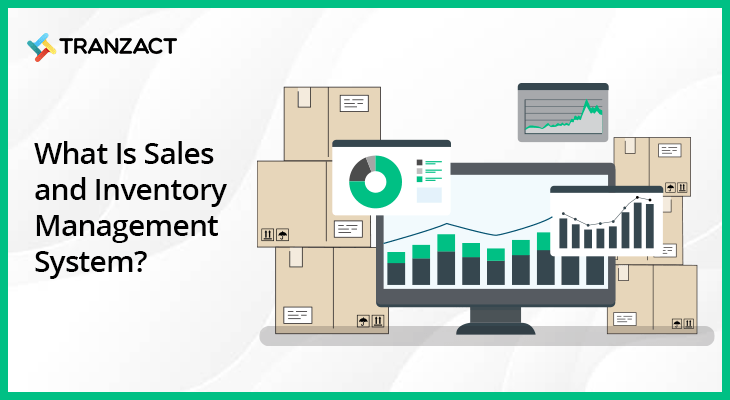 TRANZACT
What Is Sales
and Inventory
Management
System?